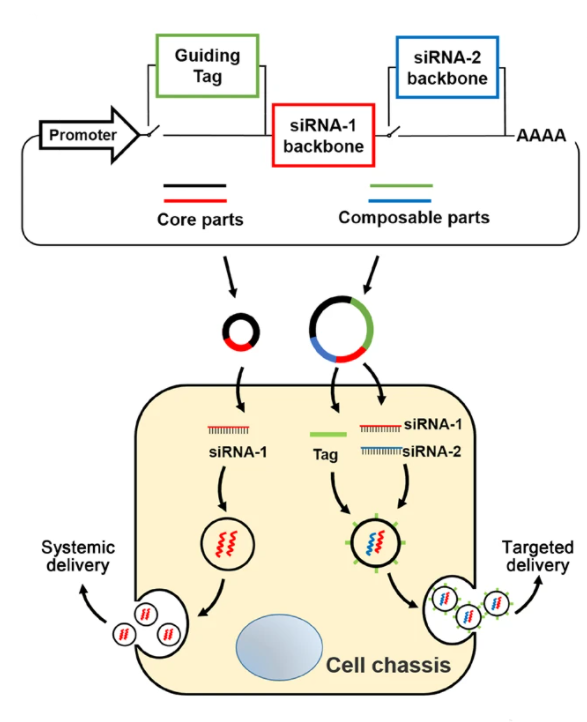 Guiding
Tag
siRNA-2
backbone
Promoter
siRNA-1
backbone
AAAA
Core parts
Composable parts
siRNA-1
Tag
siRNA-1
siRNA-2
Systemic
delivery
Targeted
delivery
Cell chassis